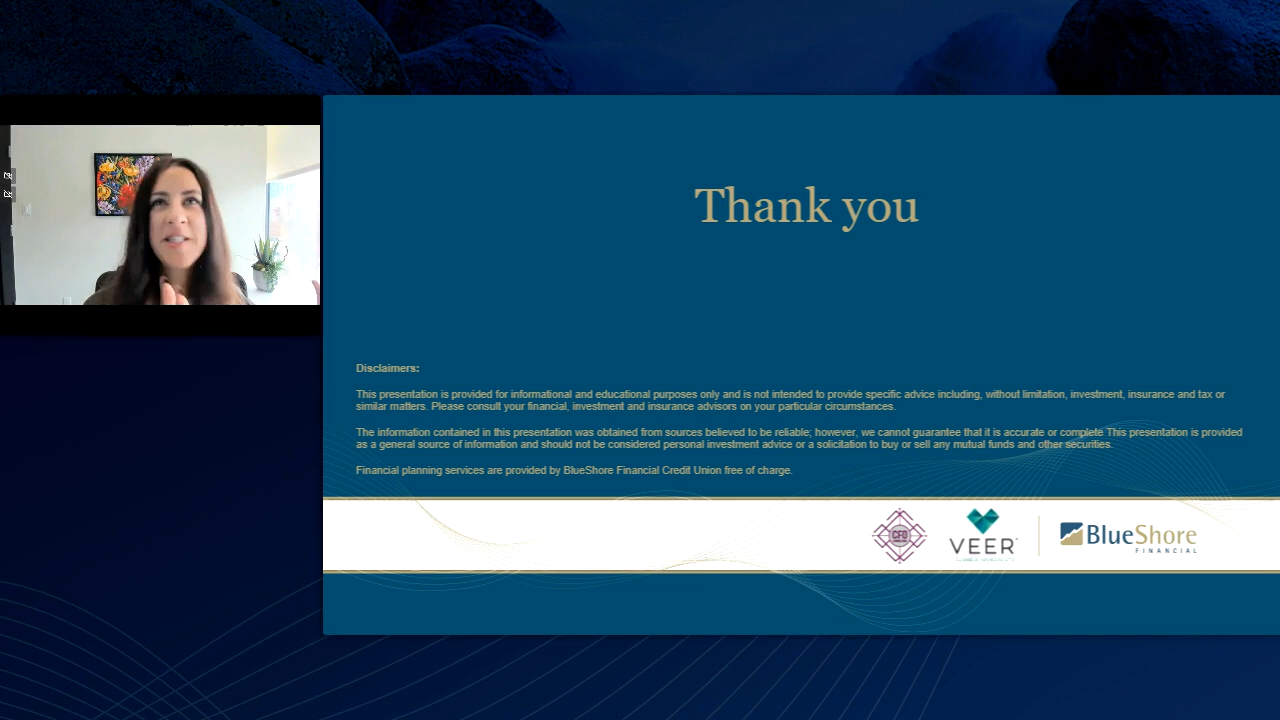 Thank you
Disclaimers:
This presentation is provided for informational and educational purposes only and is not intended to provide specific advice including, without limitation, investment, insurance and tax or
similar matters. Please consult your financial, investment and insurance advisors on your particular circumstances.
The information contained in this presentation was obtained from sources believed to be reliable; however, we cannot guarantee that it is accurate or complete This presentation is provided
as a general source of information and should not be considered personal investment advice or a solicitation to buy or sell any mutual funds and other securities.
Financial planning services are provided by BlueShore Financial Credit Union free of charge.
CFO
VEER
BlueShore
FINANCIAL